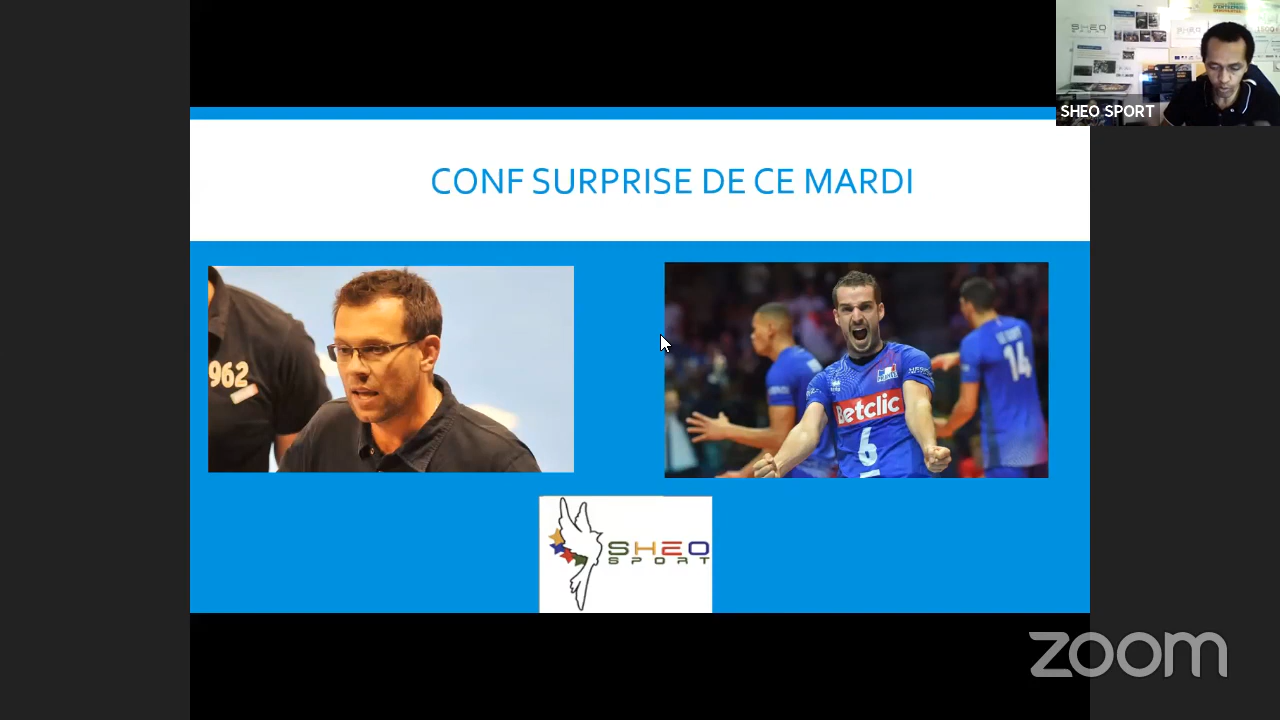 SHEO SPORT
CONF SURPRISE DE CE MARDI
962
Betclic
6
14
SHEO
SPORT
zoom